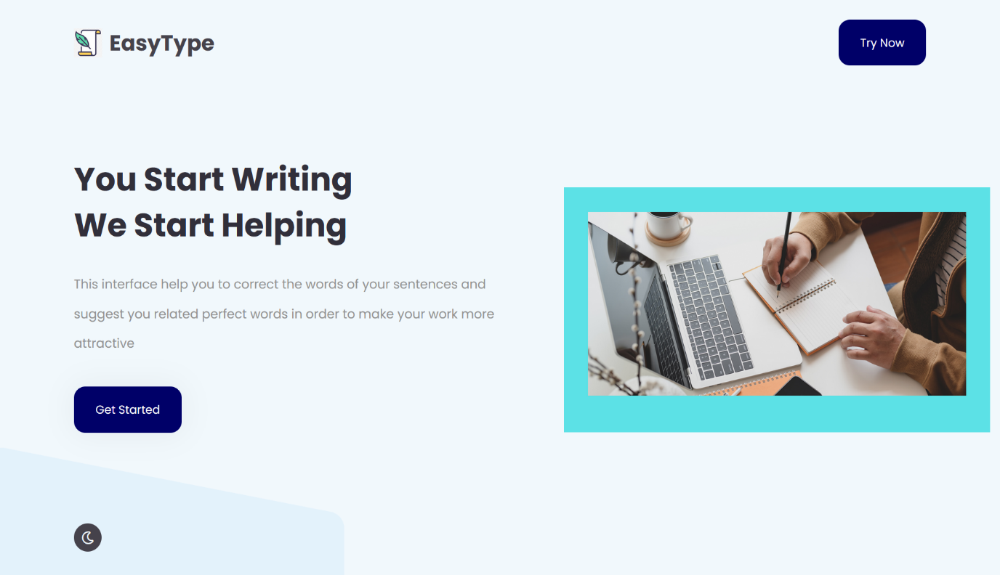 EasyType
Try Now
You Start Writing
We Start Helping
This interface help you to correct the words of your sentences and
suggest you related perfect words in order to make your work more
attractive
Get Started